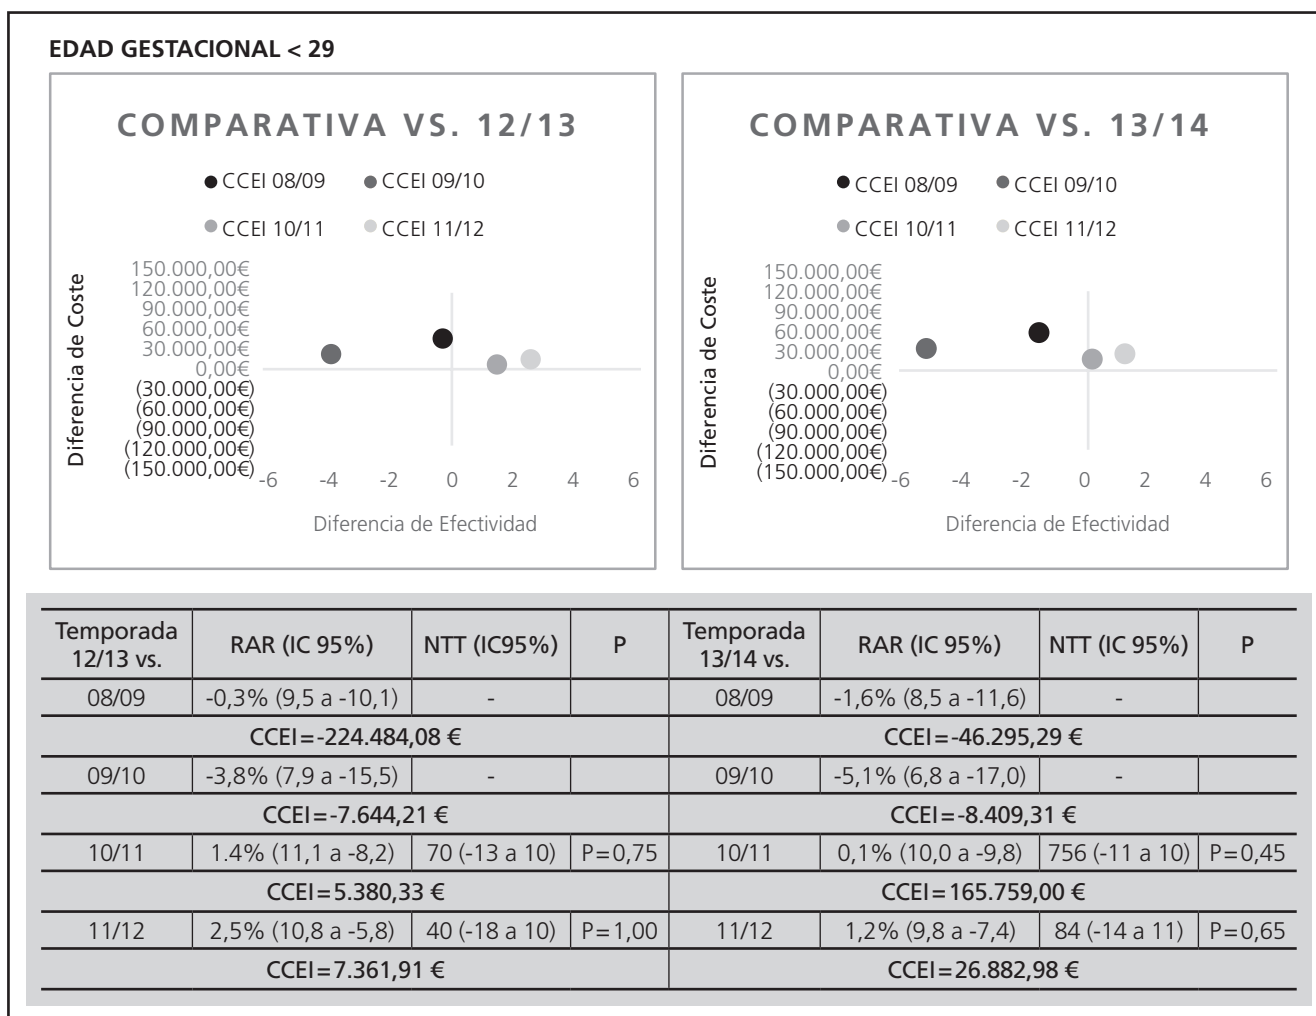 EDAD GESTACIONAL < 29
COMPARATIVA VS. 12/13
CCEI 08/09 CCEI 09/10
CCEI 10/11 CCEI 11/12
Diferencia de Coste
150.000,00€
120.000,00€
90.000,00€
60.000,00€
30.000,00€
0,00€
(30.000,00€)
(60.000,00€)
(90.000,00€)
(120.000,00€)
(150.000,00€)
-6 -4 -2 0 2 4 6
Diferencia de Efectividad
COMPARATIVA VS. 13/14
CCEI 08/09 CCEI 09/10
CCEI 10/11 CCEI 11/12
Diferencia de Coste
150.000,00€
120.000,00€
90.000,00€
60.000,00€
30.000,00€
0,00€
(30.000,00€)
(60.000,00€)
(90.000,00€)
(120.000,00€)
(150.000,00€)
-6 -4 -2 0 2 4 6
Diferencia de Efectividad
Temporada 12/13 vs. RAR (IC 95%) NTT (IC95%) P Temporada 13/14 vs. RAR (IC 95%) NTT (IC 95%) P
08/09 -0,3% (9,5 a -10,1) - 08/09 -1,6% (8,5 a -11,6) -
CCEI=-224.484,08 € CCEI=-46.295,29 €
09/10 -3,8% (7,9 a -15,5) - 09/10 -5,1% (6,8 a -17,0) -
CCEI=-7.644,21 € CCEI=-8.409,31 €
10/11 1.4% (11,1 a -8,2) 70 (-13 a 10) P=0,75 10/11 0,1% (10,0 a -9,8) 756 (-11 a 10) P=0,45
CCEI=5.380,33 € CCEI=165.759,00 €
11/12 2,5% (10,8 a -5,8) 40 (-18 a 10) P=1,00 11/12 1,2% (9,8 a -7,4) 84 (-14 a 11) P=0,65
CCEI=7.361,91 € CCEI=26.882,98 €